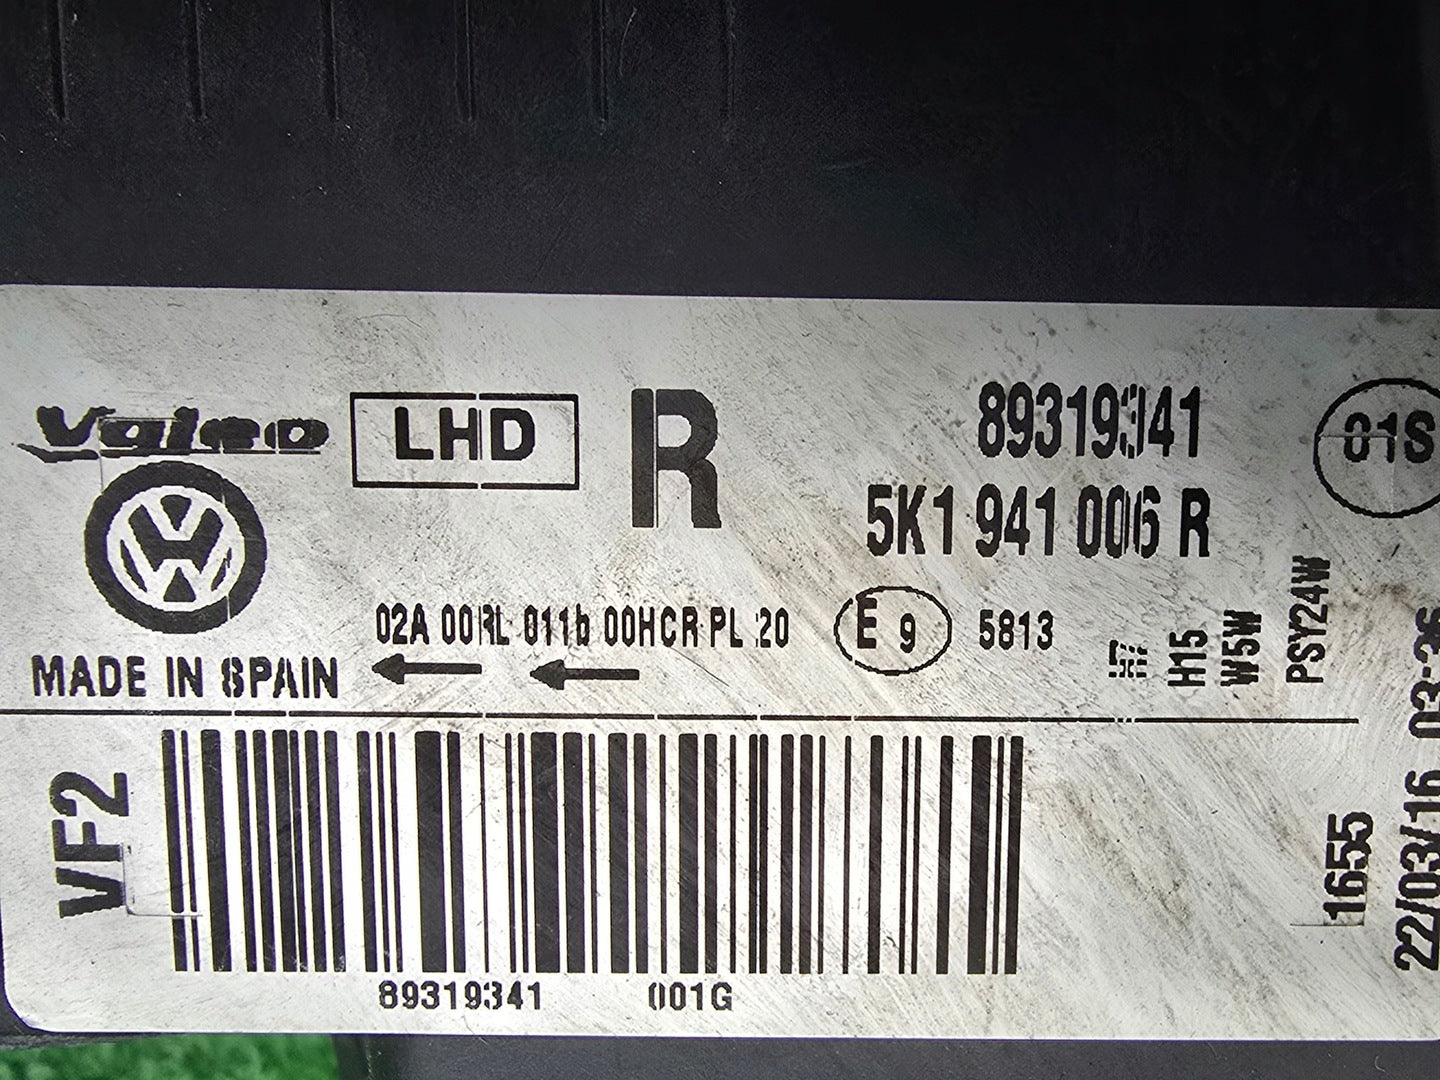 Valeo
LHD
R
89319341
01S
5K1 941 006 R
02A 00RL 011b 00HCR PL 20
E 9
5813
H15
W5W
PSY24W
MADE IN SPAIN
VF2
89319341 001G
1655
22/03/16